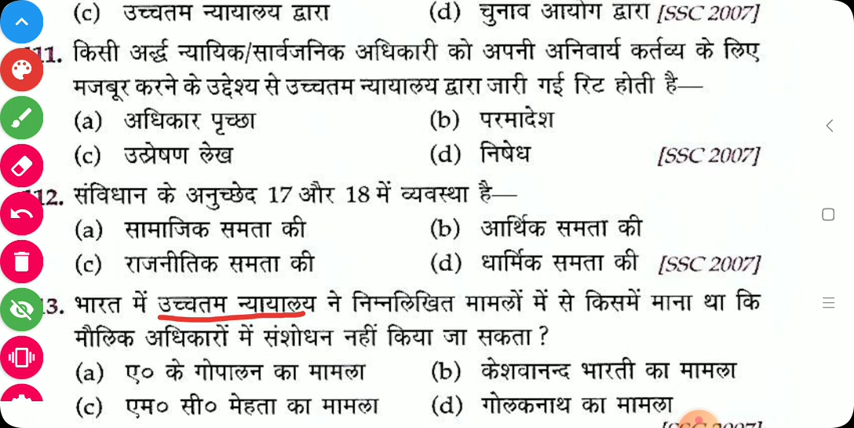 (c) उच्चतम न्यायालय द्वारा (d) चुनाव आयोग द्वारा [SSC 2007]
11. किसी अर्द्ध न्यायिक/सार्वजनिक अधिकारी को अपनी अनिवार्य कर्तव्य के लिए
मजबूर करने के उद्देश्य से उच्चतम न्यायालय द्वारा जारी गई रिट होती है—
(a) अधिकार पृच्छा (b) परमादेश
(c) उत्प्रेषण लेख (d) निषेध [SSC 2007]
12. संविधान के अनुच्छेद 17 और 18 में व्यवस्था है—
(a) सामाजिक समता की (b) आर्थिक समता की
(c) राजनीतिक समता की (d) धार्मिक समता की [SSC 2007]
13. भारत में उच्चतम न्यायालय ने निम्नलिखित मामलों में से किसमें माना था कि
मौलिक अधिकारों में संशोधन नहीं किया जा सकता ?
(a) ए० के गोपालन का मामला (b) केशवानन्द भारती का मामला
(c) एम० सी० मेहता का मामला (d) गोलकनाथ का मामला